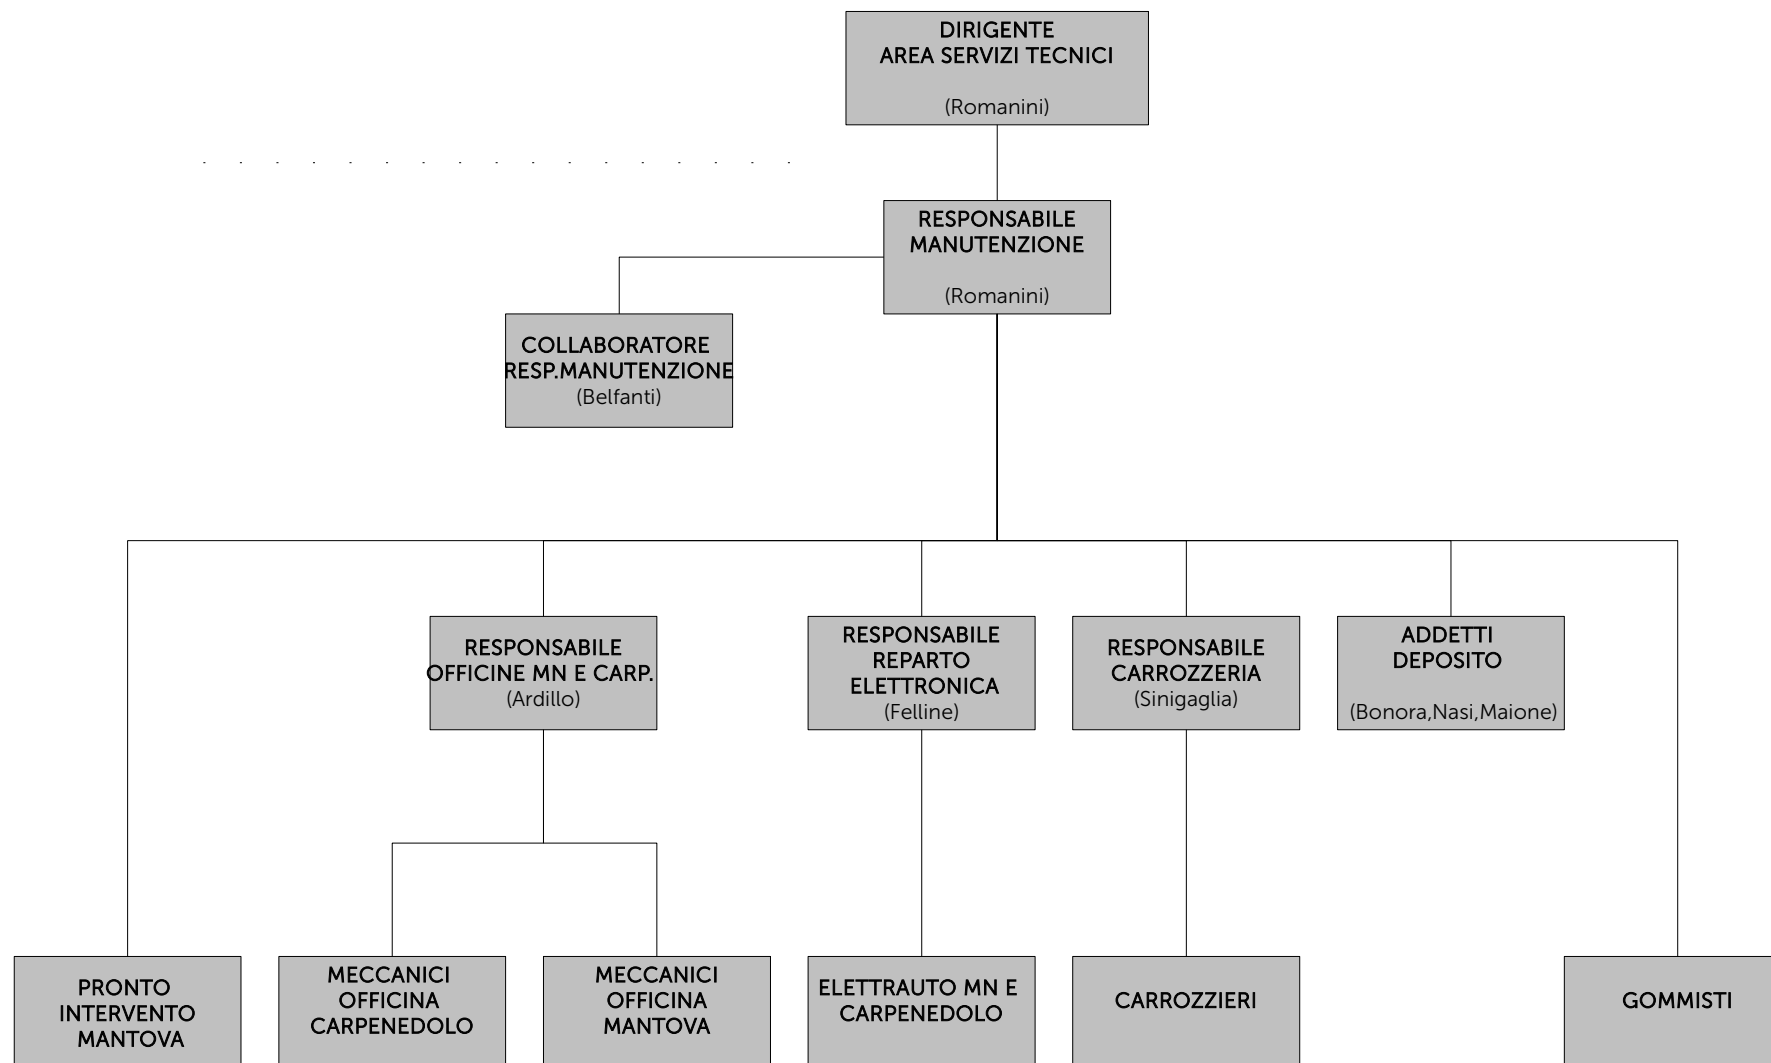 DIRIGENTE
AREA SERVIZI TECNICI
(Romanini)
RESPONSABILE
MANUTENZIONE
(Romanini)
COLLABORATORE
RESP.MANUTENZIONE
(Belfanti)
RESPONSABILE
OFFICINE MN E CARP.
(Ardillo)
RESPONSABILE
REPARTO
ELETTRONICA
(Felline)
RESPONSABILE
CARROZZERIA
(Sinigaglia)
ADDETTI
DEPOSITO
(Bonora,Nasi,Maione)
PRONTO
INTERVENTO
MANTOVA
MECCANICI
OFFICINA
CARPENEDOLO
MECCANICI
OFFICINA
MANTOVA
ELETTRAUTO MN E
CARPENEDOLO
CARROZZIERI
GOMMISTI